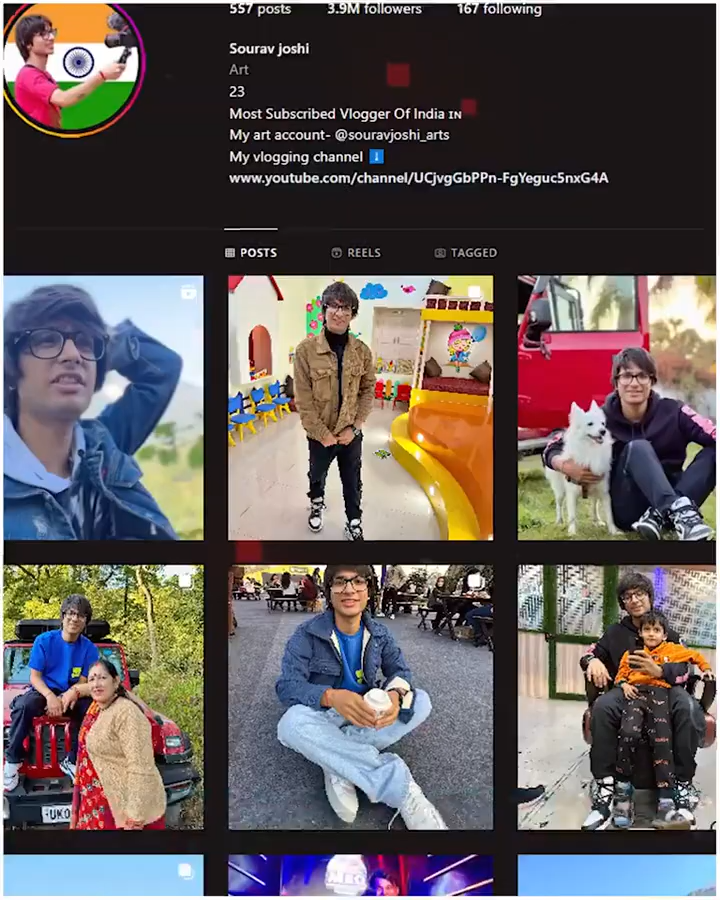 557 posts 3.9M followers 167 following
Sourav joshi
Art
23
Most Subscribed Vlogger Of India IN
My art account- @souravjoshi_arts
My vlogging channel ⬇
www.youtube.com/channel/UCjvgGbPPn-FgYeguc5nxG4A
POSTS REELS TAGGED